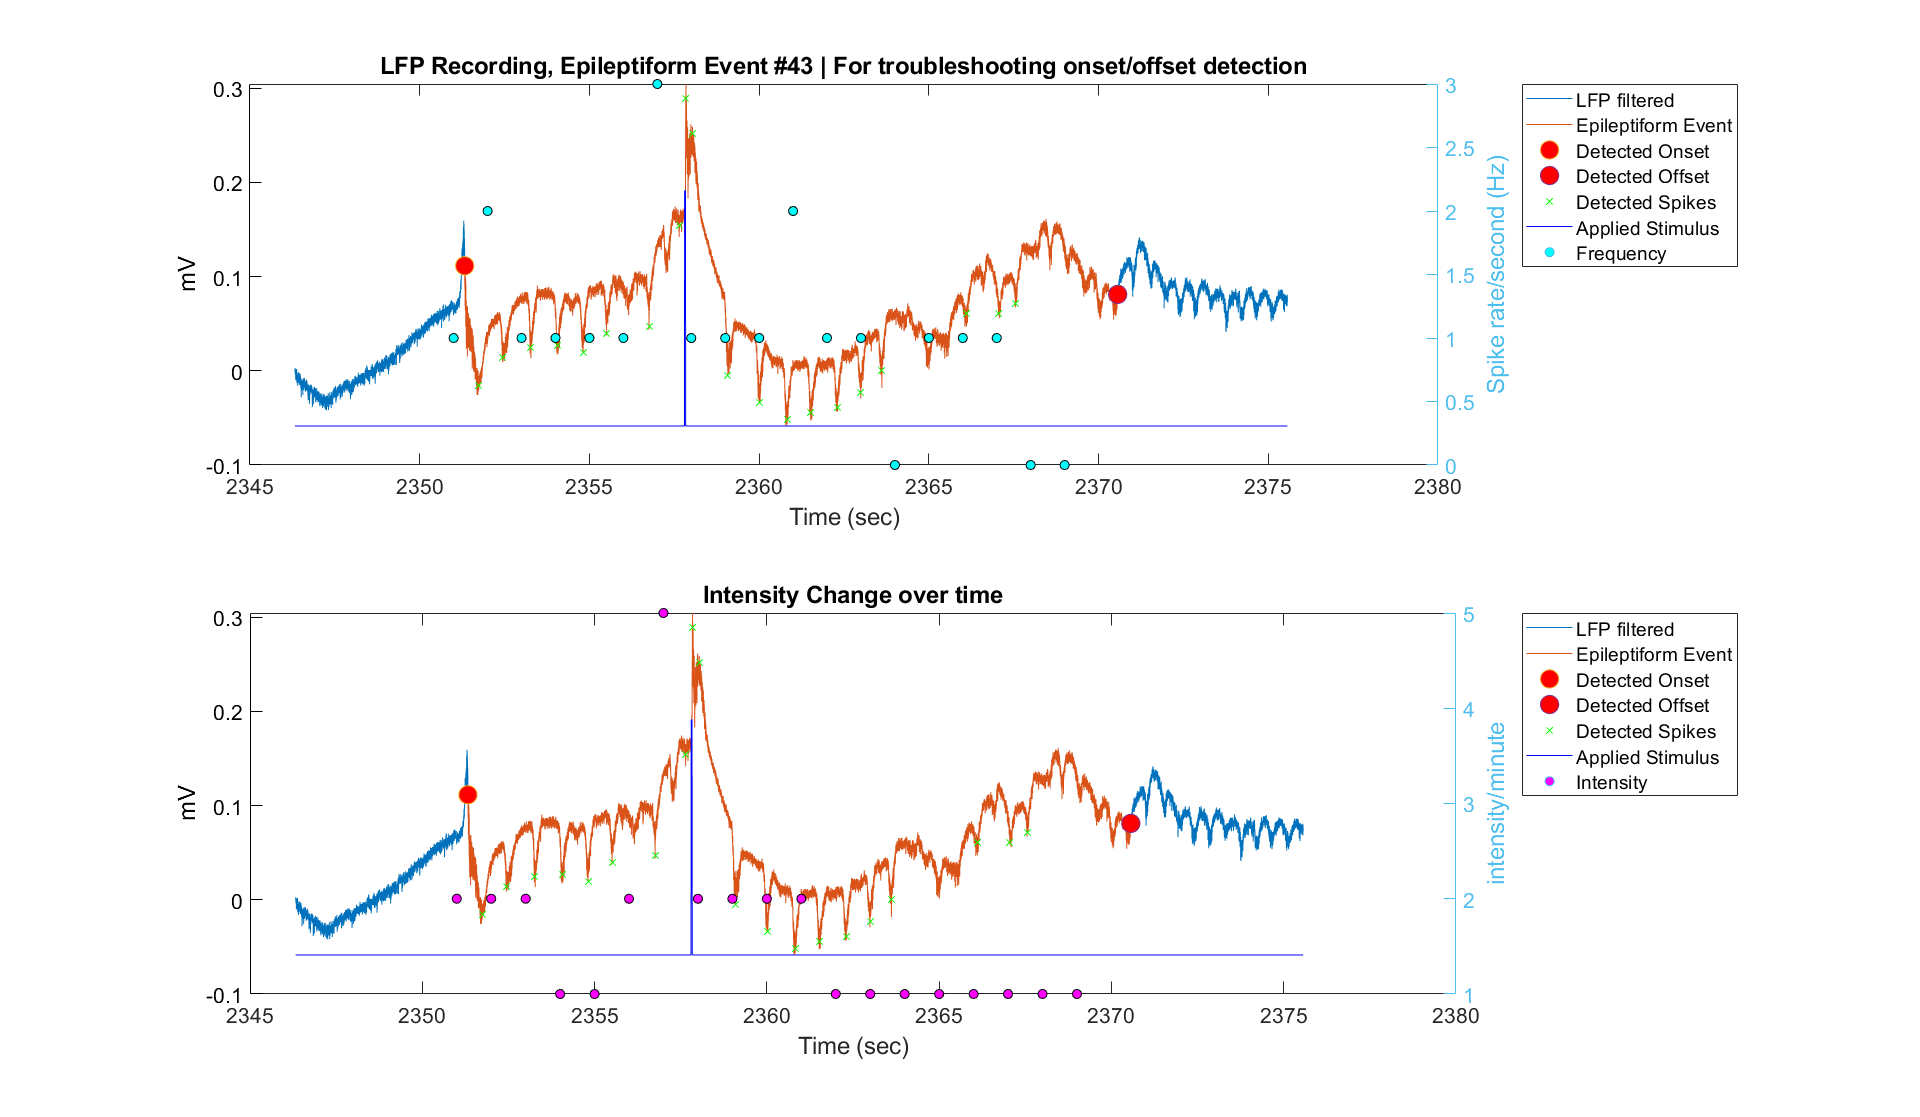 LFP Recording, Epileptiform Event #43 | For troubleshooting onset/offset detection
0.3
0.2
0.1
0
-0.1
mV
2345 2350 2355 2360 2365 2370 2375 2380
Time (sec)
3
2.5
2
1.5
1
0.5
0
Spike rate/second (Hz)
LFP filtered
Epileptiform Event
Detected Onset
Detected Offset
Detected Spikes
Applied Stimulus
Frequency
Intensity Change over time
0.3
0.2
0.1
0
-0.1
mV
2345 2350 2355 2360 2365 2370 2375 2380
Time (sec)
5
4
3
2
1
intensity/minute
LFP filtered
Epileptiform Event
Detected Onset
Detected Offset
Detected Spikes
Applied Stimulus
Intensity